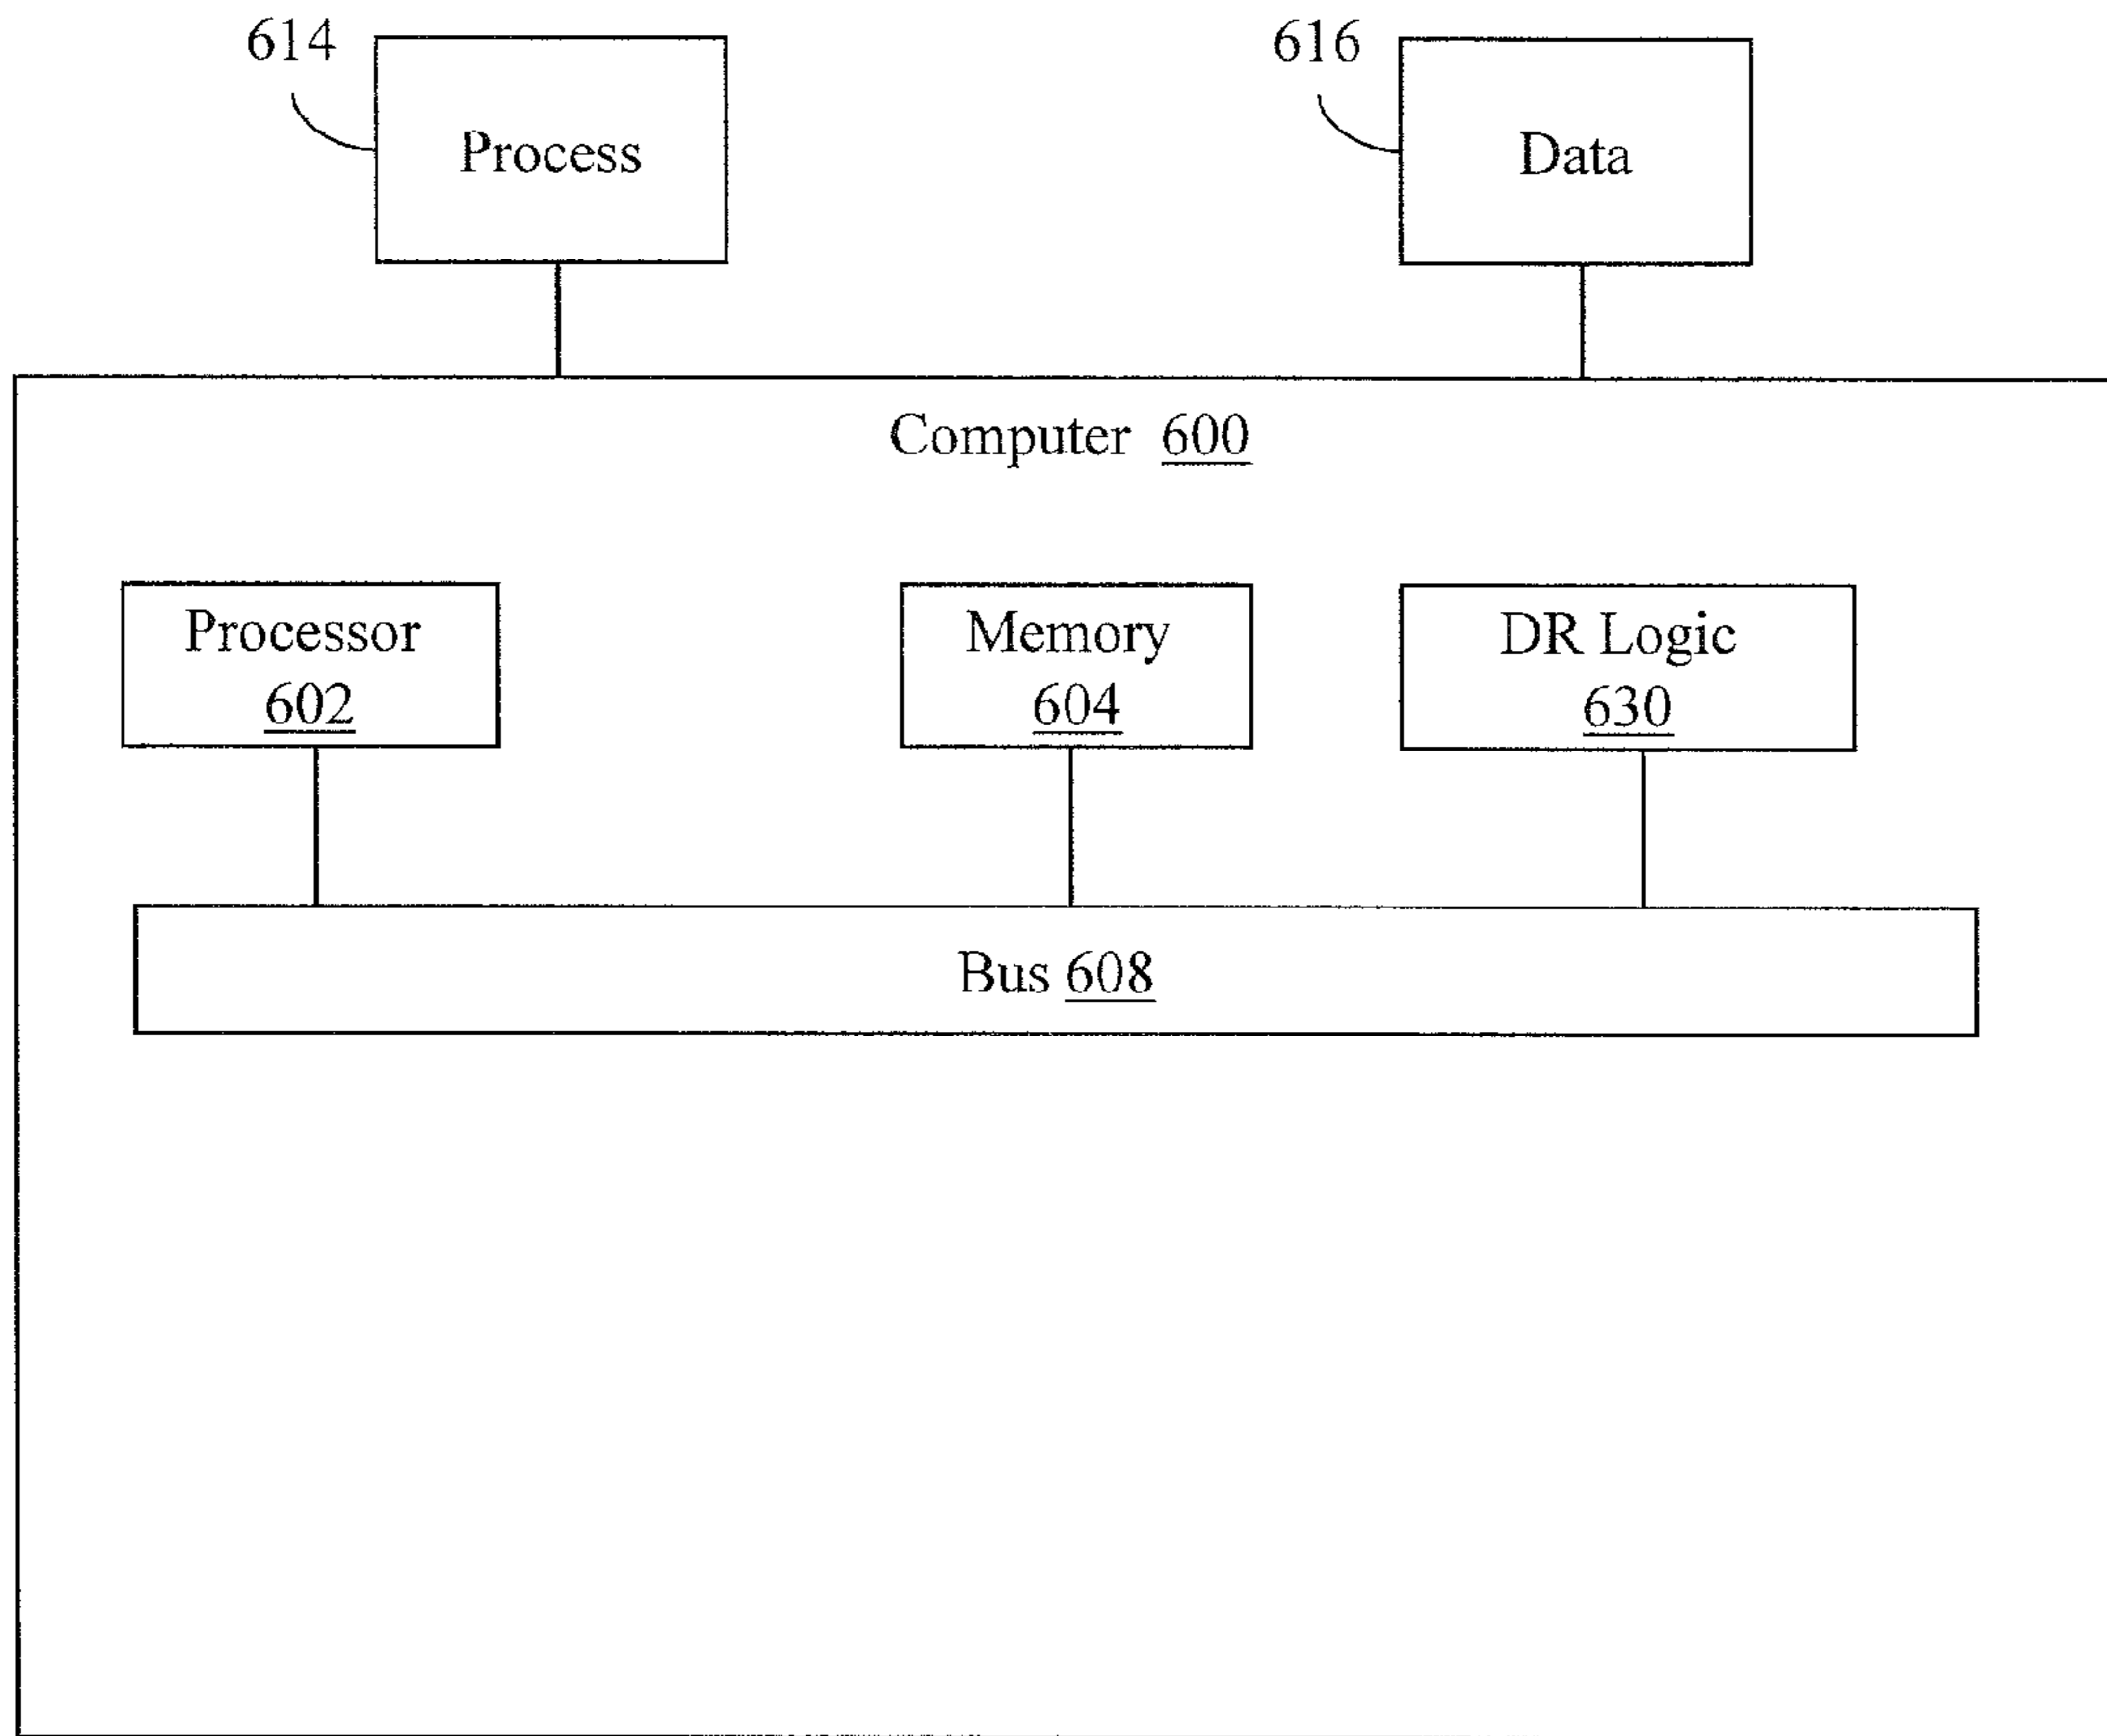 614
Process
616
Data
Computer 600
Processor
602
Memory
604
DR Logic
630
Bus 608